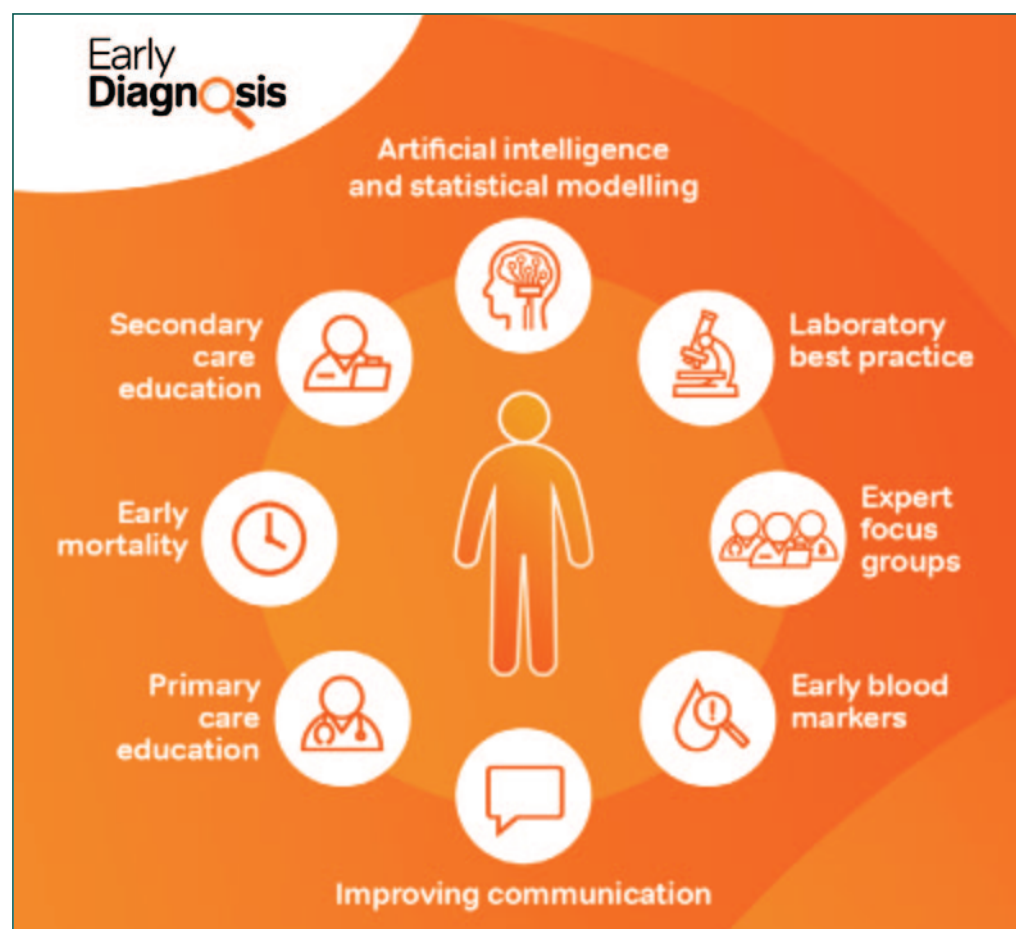 Early
Diagnosis
Artificial intelligence
and statistical modelling
Secondary
care
education
Laboratory
best practice
Early
mortality
Expert
focus
groups
Primary
care
education
Early blood
markers
Improving communication